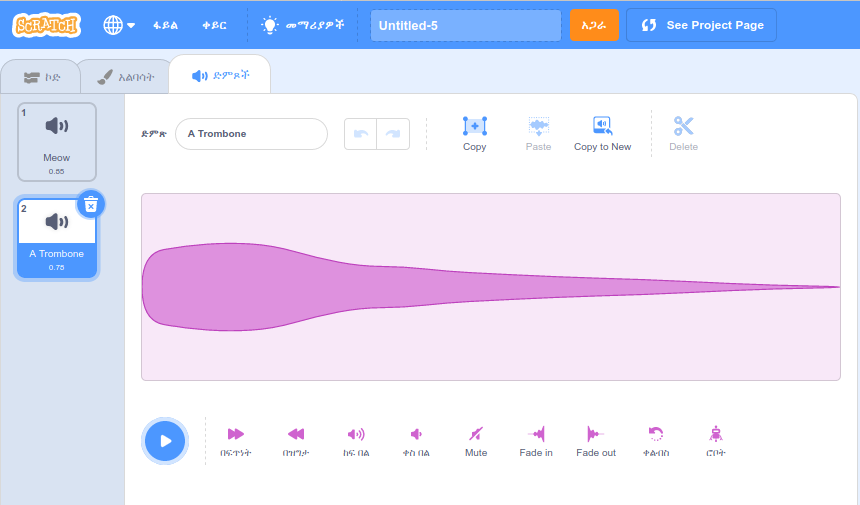 SCRATCH
ፋይል
ቀይር
መማሪያዎች
Untitled-5
አጋራ
See Project Page
ኮድ
አልባሳት
ድምጾች
1
Meow
0.85
2
A Trombone
0.75
ድምጽ
A Trombone
Copy
Paste
Copy to New
Delete
በፍጥነት
በዝግታ
ከፍ በል
ቀስ በል
Mute
Fade in
Fade out
ቀልብስ
ሮቦት